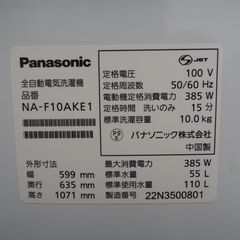 Panasonic
全自動電気洗濯機
品番
NA-F10AKE1
JET
定格電圧 100 V
定格周波数 50/60 Hz
電動機定格消費電力 385 W
定格時間 洗いのみ 15 分
標準洗濯容量 10.0 kg
PS E
パナソニック株式会社
中国製
外形寸法
幅 599 mm
奥行 635 mm
高さ 1071 mm
最大消費電力 385 W
標準水量 55 L
標準使用水量 110 L
製造番号 22N3500801